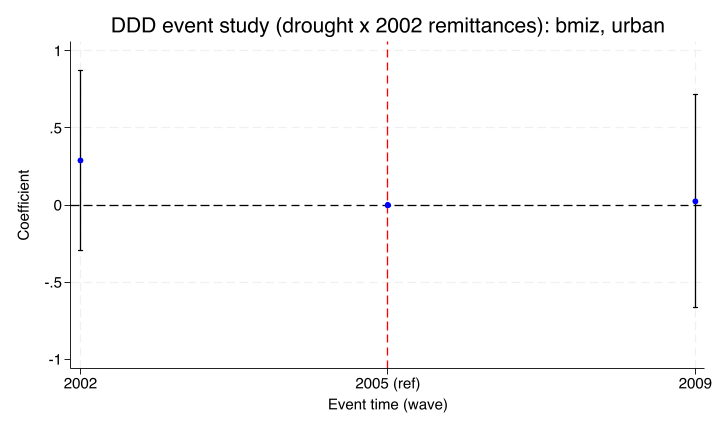 DDD event study (drought x 2002 remittances): bmiz, urban
1
.5
0
-.5
-1
Coefficient
2002 2005 (ref) 2009
Event time (wave)